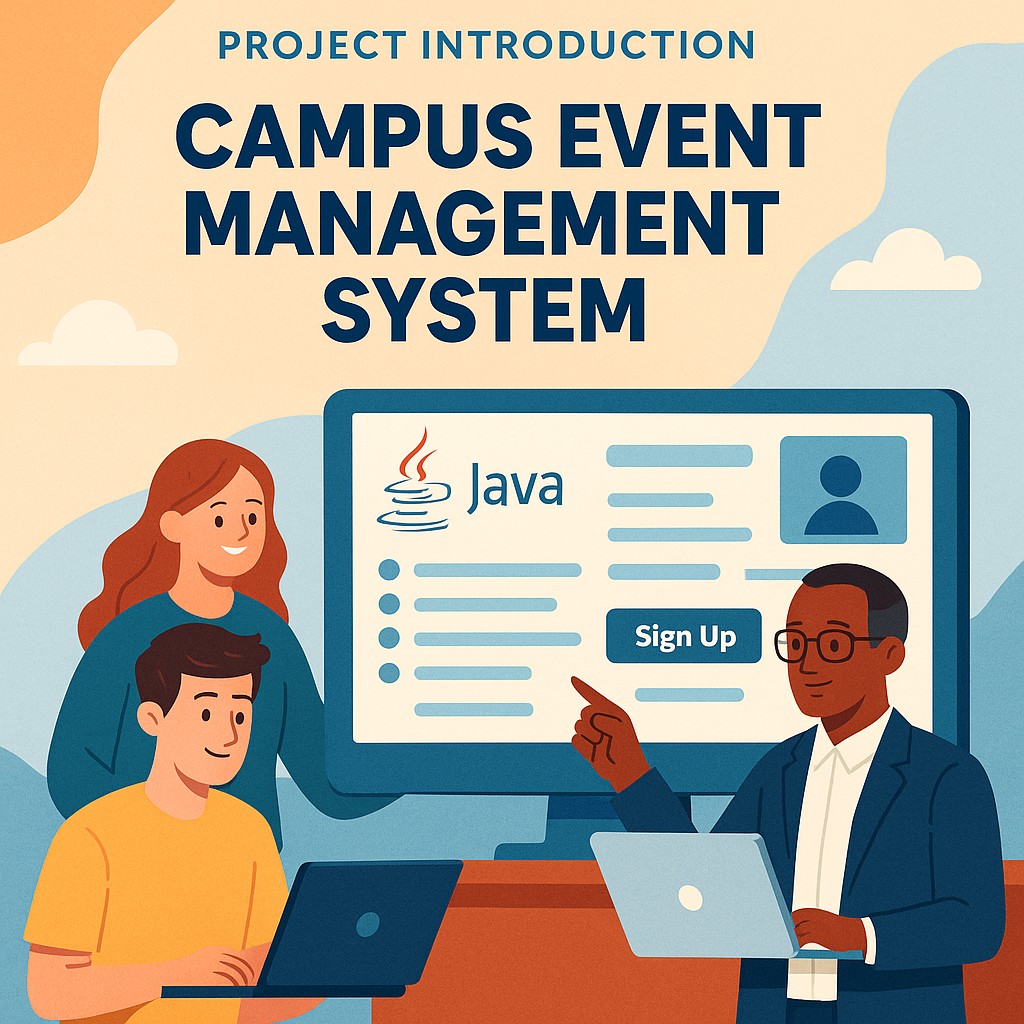 PROJECT INTRODUCTION
CAMPUS EVENT
MANAGEMENT
SYSTEM
Java
Sign Up